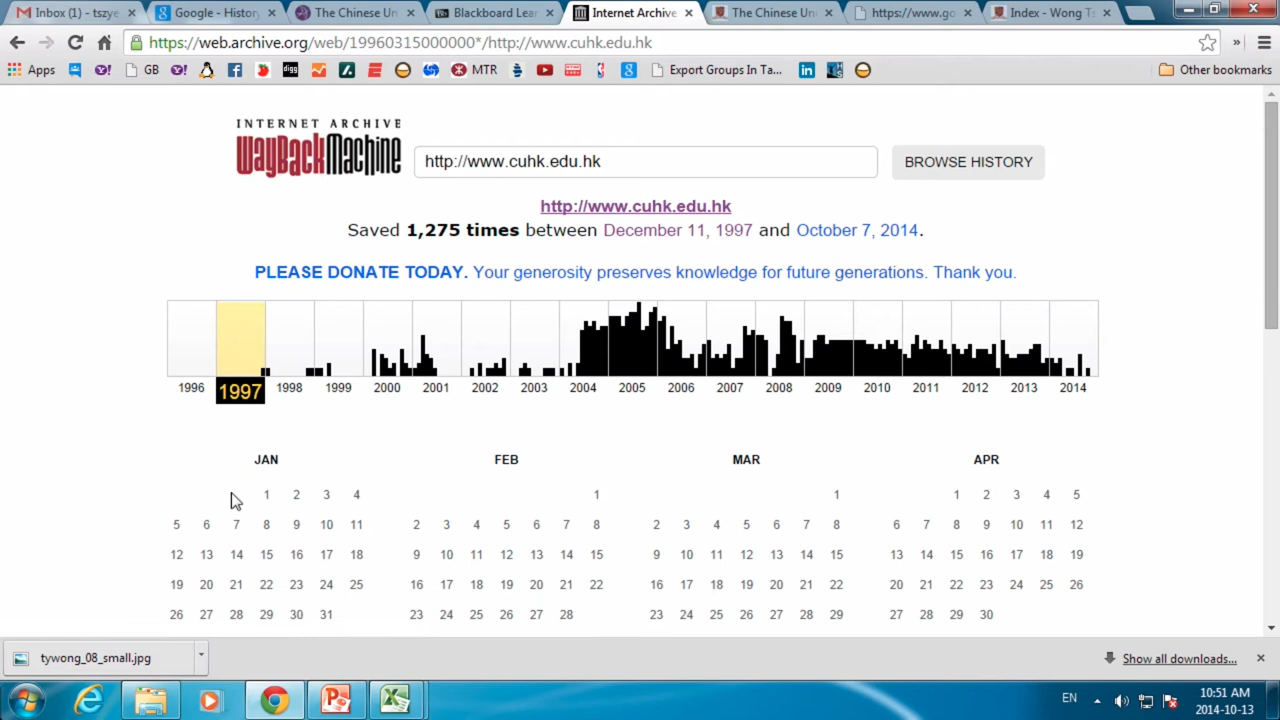 Inbox (1) - tszye
Google - History
The Chinese Un
Blackboard Lear
Internet Archive
The Chinese Un
https://www.go
Index - Wong Ts
https://web.archive.org/web/19960315000000*/http://www.cuhk.edu.hk
Apps
GB
digg
MTR
Export Groups In Ta...
Other bookmarks
INTERNET ARCHIVE
WayBackMachine
http://www.cuhk.edu.hk
BROWSE HISTORY
http://www.cuhk.edu.hk
Saved 1,275 times between December 11, 1997 and October 7, 2014.
PLEASE DONATE TODAY. Your generosity preserves knowledge for future generations. Thank you.
1996 1997 1998 1999 2000 2001 2002 2003 2004 2005 2006 2007 2008 2009 2010 2011 2012 2013 2014
JAN FEB MAR APR
1 2 3 4 1 1 1 2 3 4 5
5 6 7 8 9 10 11 2 3 4 5 6 7 8 2 3 4 5 6 7 8 6 7 8 9 10 11 12
12 13 14 15 16 17 18 9 10 11 12 13 14 15 9 10 11 12 13 14 15 13 14 15 16 17 18 19
19 20 21 22 23 24 25 16 17 18 19 20 21 22 16 17 18 19 20 21 22 20 21 22 23 24 25 26
26 27 28 29 30 31 23 24 25 26 27 28 23 24 25 26 27 28 29 27 28 29 30
tywong_08_small.jpg
Show all downloads...
EN
10:51 AM
2014-10-13